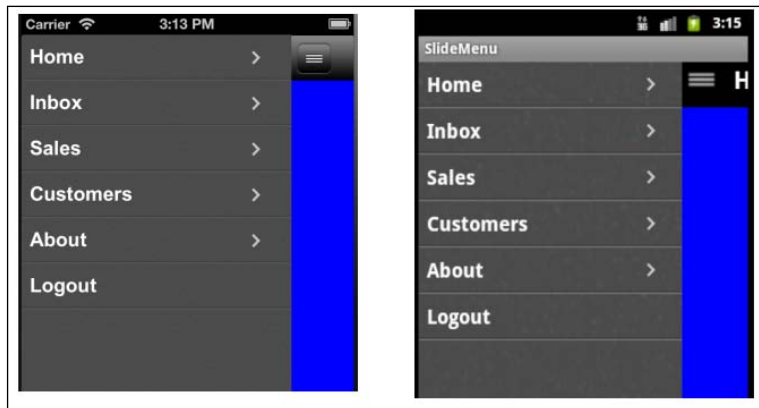 Carrier 3:13 PM
Home
Inbox
Sales
Customers
About
Logout
3G 3:15
SlideMenu
Home
H
Inbox
Sales
Customers
About
Logout